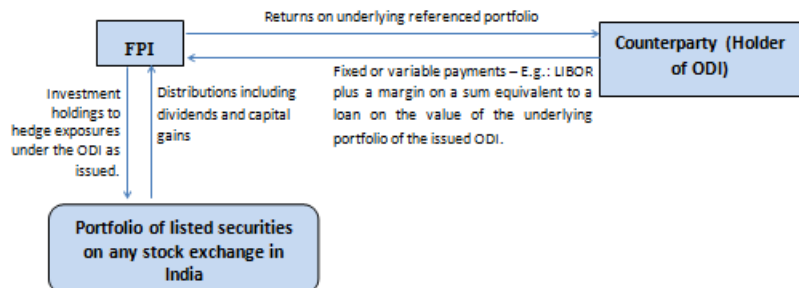 Returns on underlying referenced portfolio
FPI
Counterparty (Holder
of ODI)
Fixed or variable payments – E.g.: LIBOR
plus a margin on a sum equivalent to a
loan on the value of the underlying
portfolio of the issued ODI.
Investment
holdings to
hedge exposures
under the ODI as
issued.
Distributions including
dividends and capital
gains
Portfolio of listed securities
on any stock exchange in
India